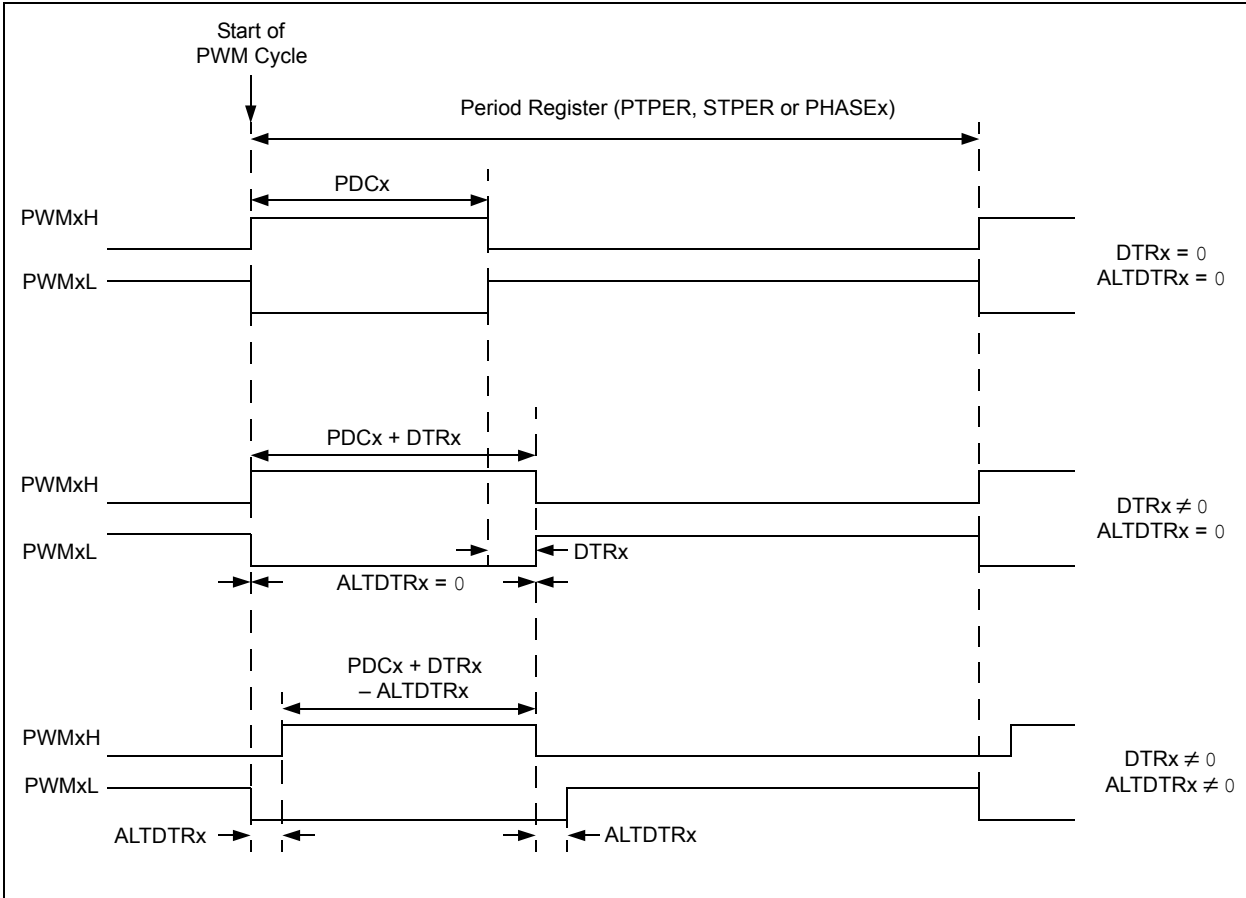 Start of
PWM Cycle
Period Register (PTPER, STPER or PHASEx)
PDCx
PWMxH
PWMxL
DTRx = 0
ALTDTRx = 0
PDCx + DTRx
PWMxH
PWMxL
DTRx
ALTDTRx = 0
DTRx ≠ 0
ALTDTRx = 0
PDCx + DTRx
– ALTDTRx
PWMxH
PWMxL
DTRx ≠ 0
ALTDTRx ≠ 0
ALTDTRx
ALTDTRx